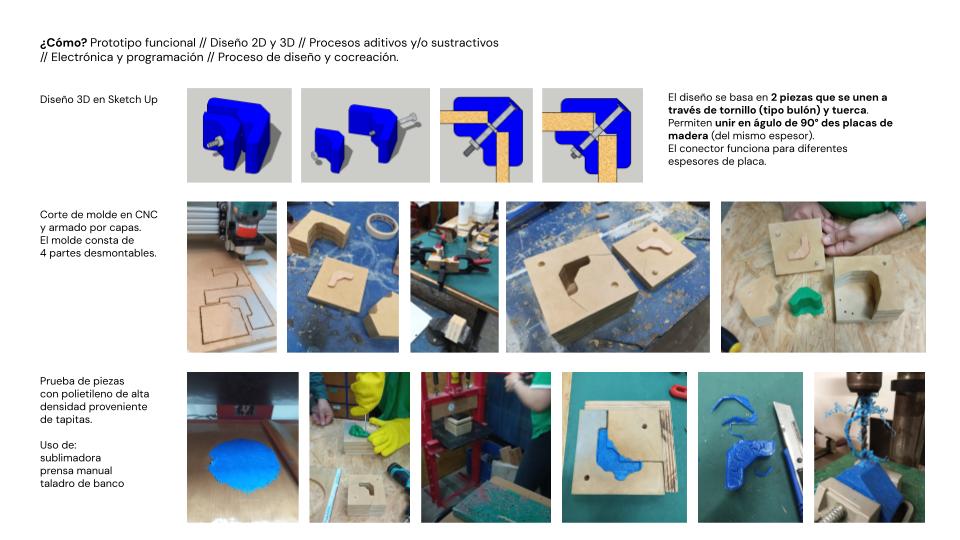 ¿Cómo? Prototipo funcional // Diseño 2D y 3D // Procesos aditivos y/o sustractivos
// Electrónica y programación // Proceso de diseño y cocreación.
Diseño 3D en Sketch Up
El diseño se basa en 2 piezas que se unen a
través de tornillo (tipo bulón) y tuerca.
Permiten unir en águlo de 90° des placas de
madera (del mismo espesor).
El conector funciona para diferentes
espesores de placa.
Corte de molde en CNC
y armado por capas.
El molde consta de
4 partes desmontables.
Prueba de piezas
con polietileno de alta
densidad proveniente
de tapitas.
Uso de:
sublimadora
prensa manual
taladro de banco